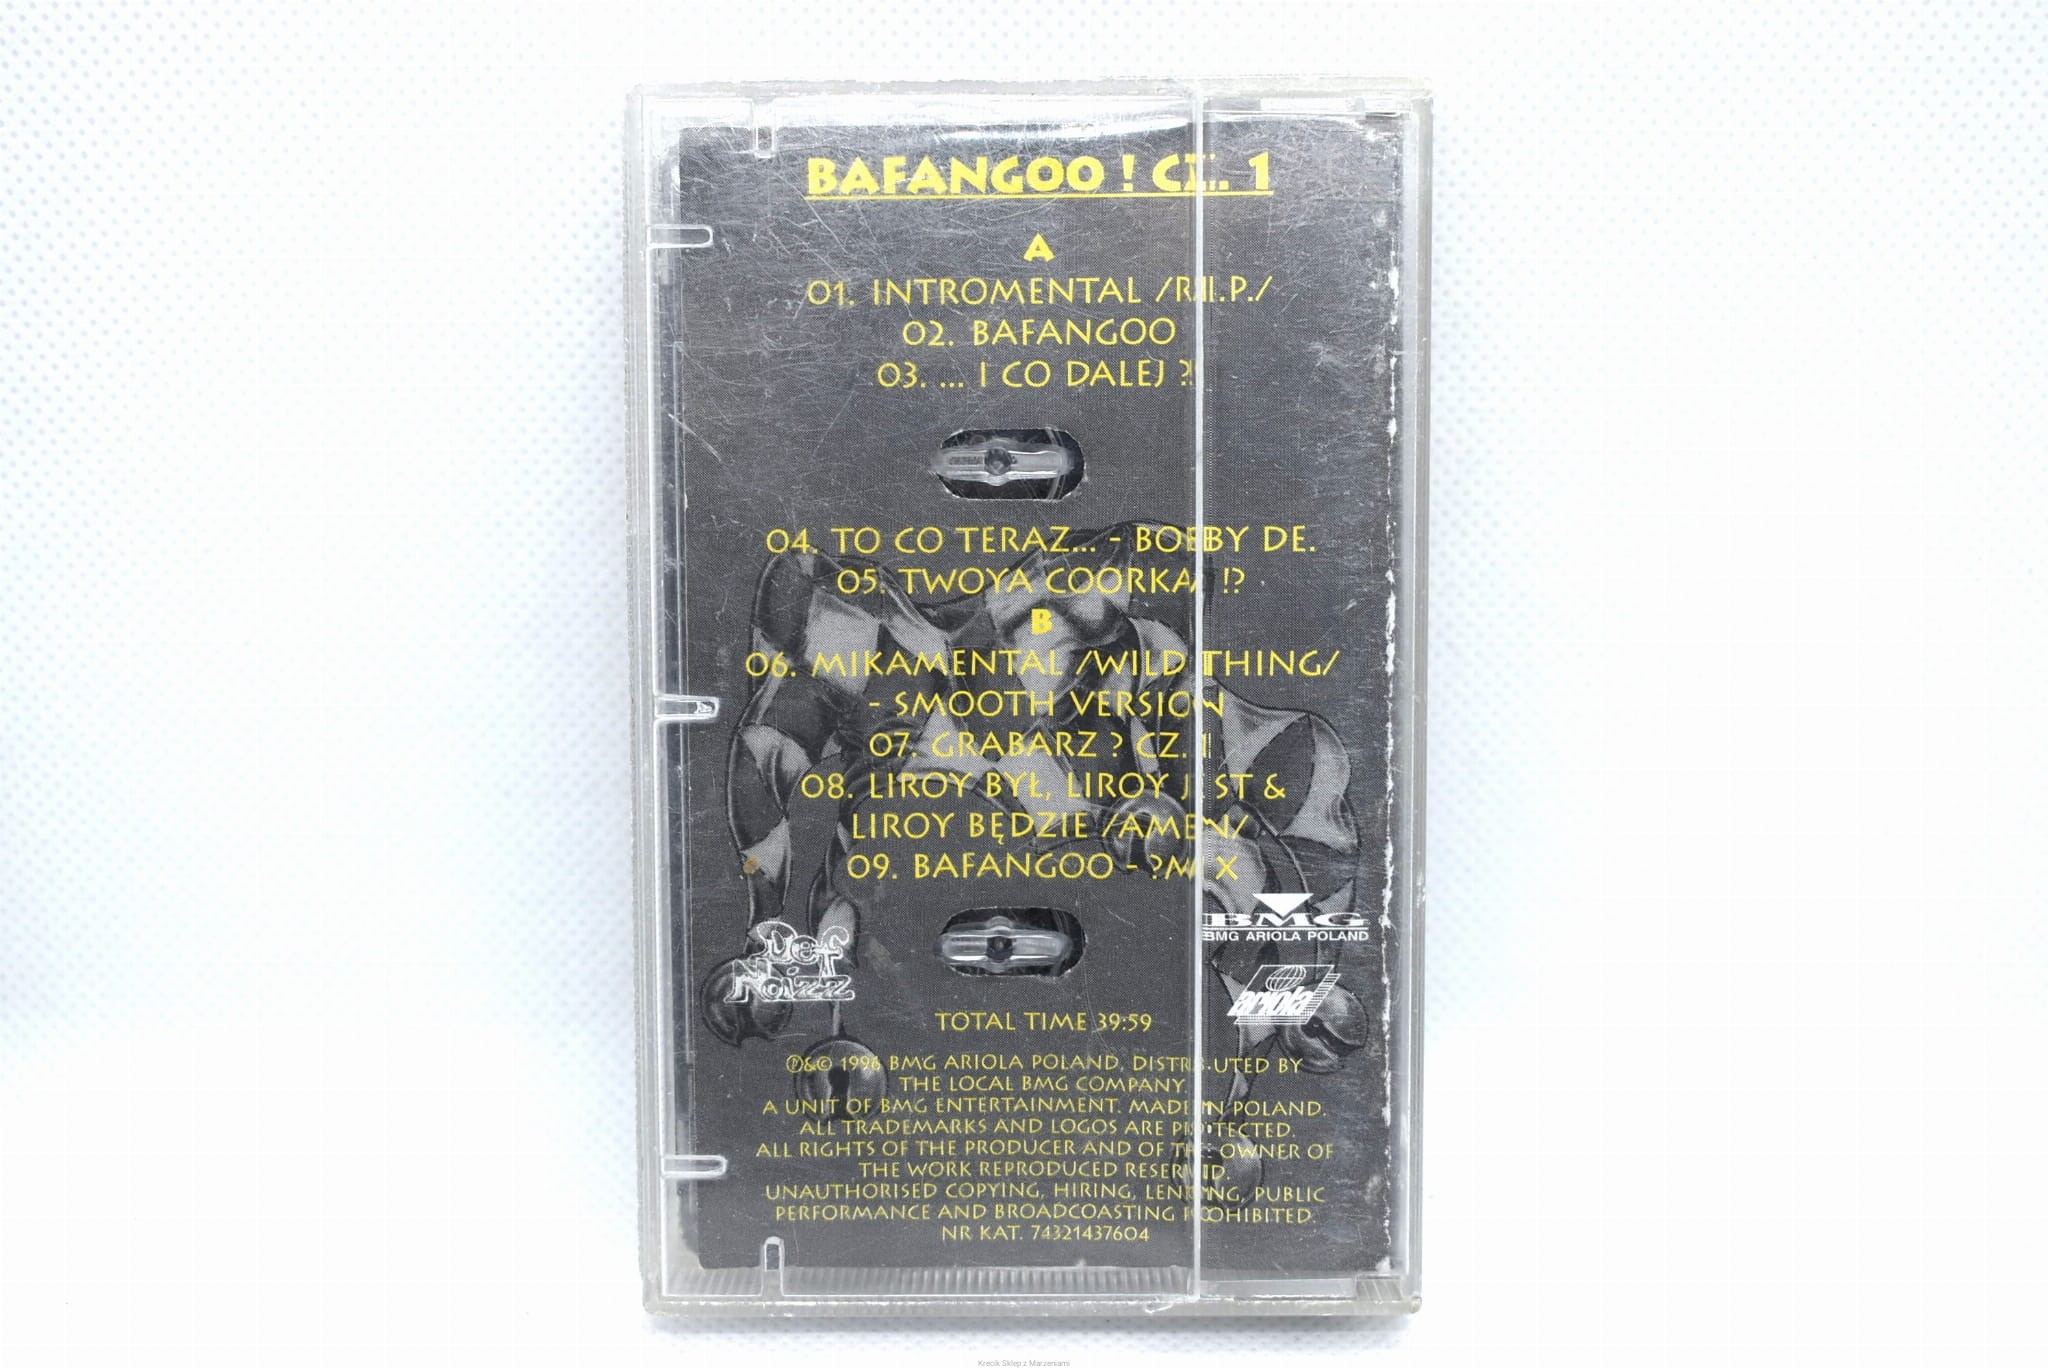 BAFANGOO ! CZ. 1
A
01. INTROMENTAL /R.I.P./
02. BAFANGOO
03. ... I CO DALEJ ?
04. TO CO TERAZ... - BOBBY DE.
05. TWOYA COORKA !?
B
06. MIKAMENTAL /WILD THING/
- SMOOTH VERSION
07. GRABARZ ? CZ.
08. LIROY BYŁ, LIROY JEST &
LIROY BĘDZIE /AMEN/
09. BAFANGOO -
BMG
BMG ARIOLA POLAND
Def
Noizz
ariola
TOTAL TIME 39:59
℗&© 1996 BMG ARIOLA POLAND, DISTRIBUTED BY
THE LOCAL BMG COMPANY.
A UNIT OF BMG ENTERTAINMENT. MADE IN POLAND.
ALL TRADEMARKS AND LOGOS ARE PROTECTED.
ALL RIGHTS OF THE PRODUCER AND OF THE OWNER OF
THE WORK REPRODUCED RESERVED.
UNAUTHORISED COPYING, HIRING, LENDING, PUBLIC
PERFORMANCE AND BROADCOASTING PROHIBITED.
NR KAT. 74321437604
Krecik Sklep z Marzeniami